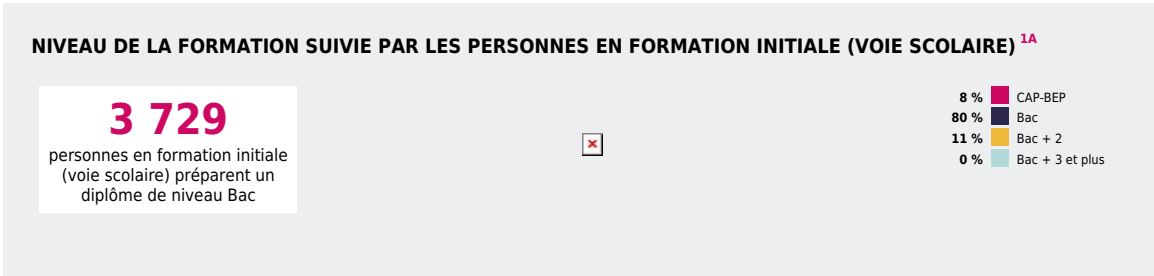 NIVEAU DE LA FORMATION SUIVIE PAR LES PERSONNES EN FORMATION INITIALE (VOIE SCOLAIRE) 1A
3 729
personnes en formation initiale
(voie scolaire) préparent un
diplôme de niveau Bac
8 % CAP-BEP
80 % Bac
11 % Bac + 2
0 % Bac + 3 et plus